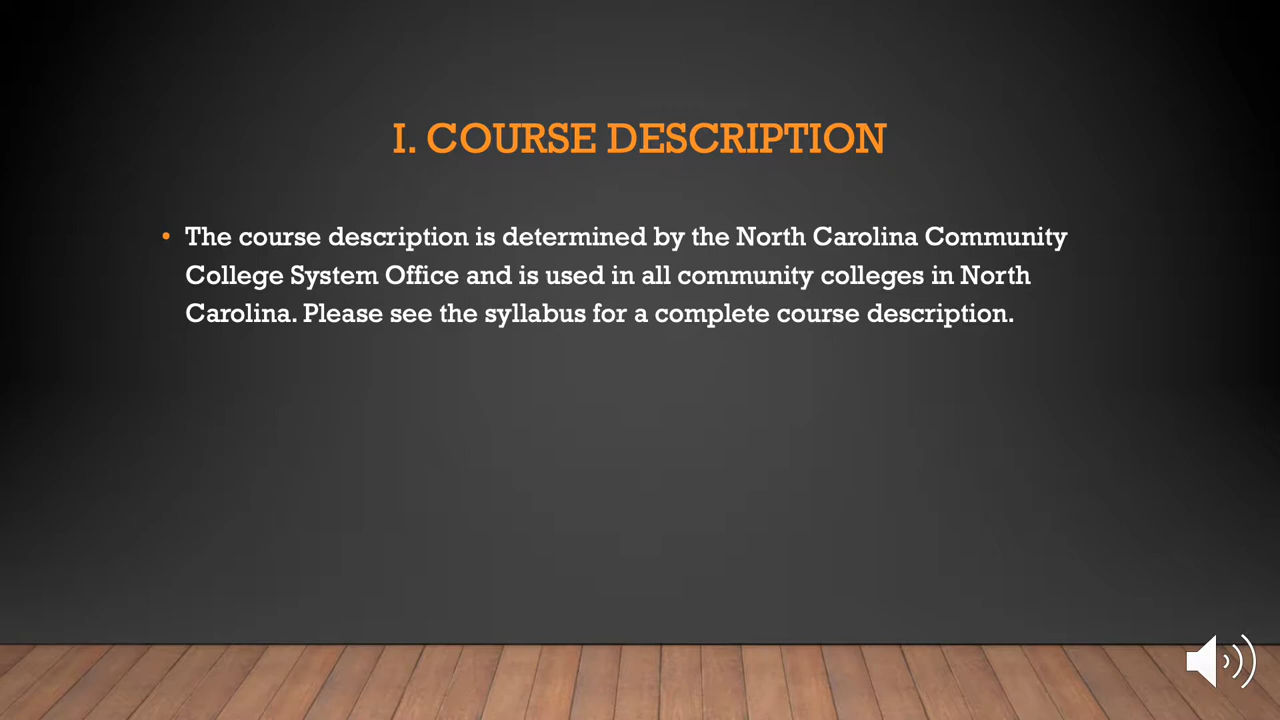 I. COURSE DESCRIPTION
• The course description is determined by the North Carolina Community
College System Office and is used in all community colleges in North
Carolina. Please see the syllabus for a complete course description.